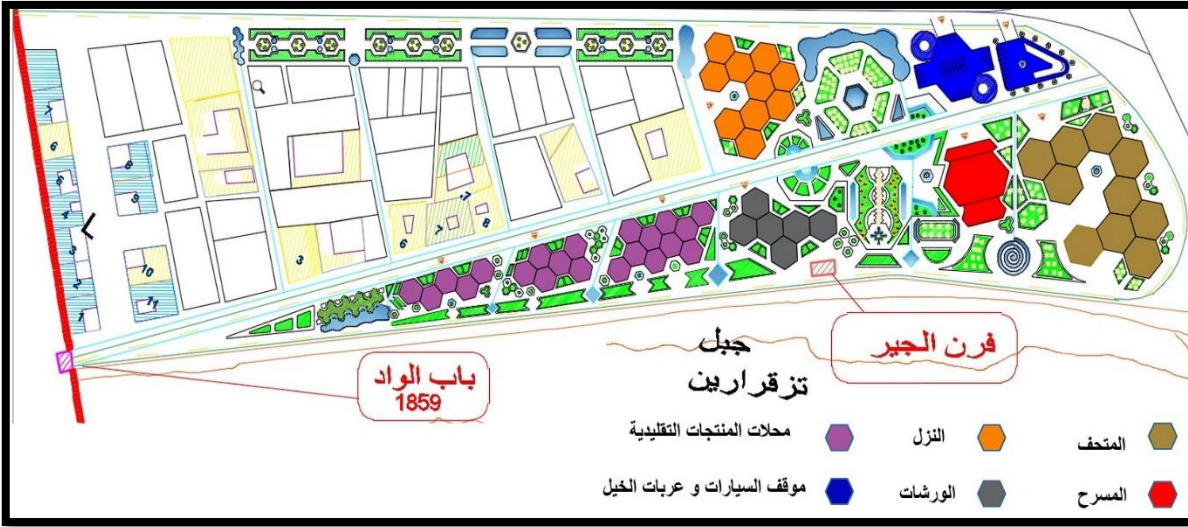 فرن الجير
جبل
تزقرارين
باب الواد
1859
المتحف
النزل
محلات المنتجات التقليدية
المسرح
الورشات
موقف السيارات و عربات الخيل